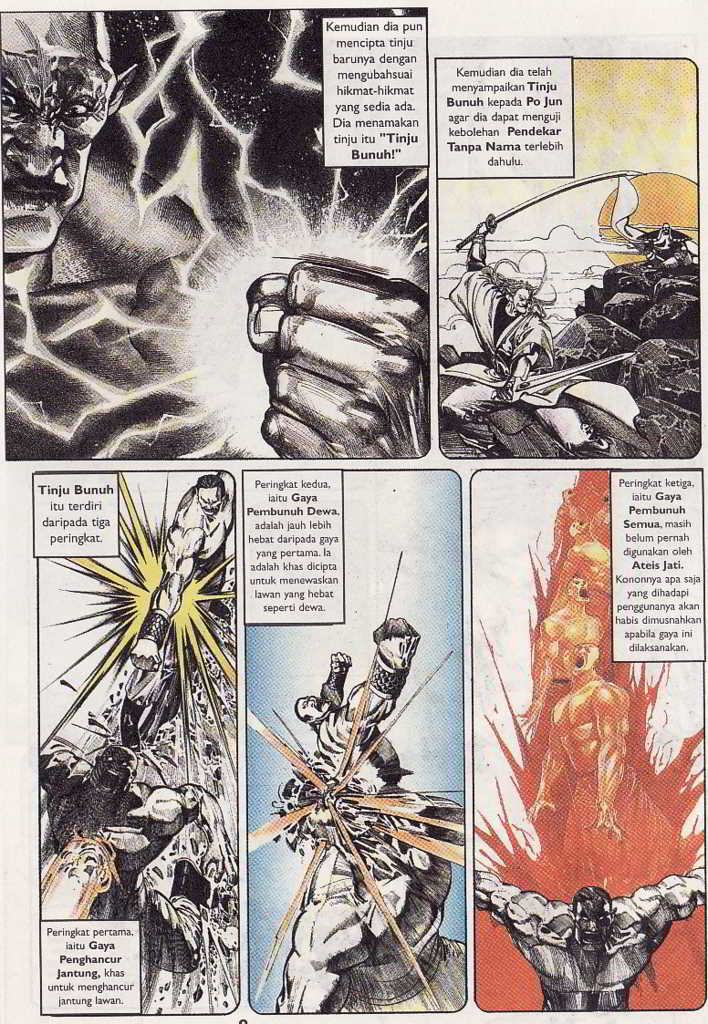 Kemudian dia pun
mencipta tinju
barunya dengan
mengubahsuai
hikmat-hikmat
yang sedia ada.
Dia menamakan
tinju itu "Tinju
Bunuh!"
Kemudian dia telah
menyampaikan Tinju
Bunuh kepada Po Jun
agar dia dapat menguji
kebolehan Pendekar
Tanpa Nama terlebih
dahulu.
Tinju Bunuh
itu terdiri
daripada tiga
peringkat.
Peringkat pertama,
iaitu Gaya
Penghancur
Jantung, khas
untuk menghancur
jantung lawan.
Peringkat kedua,
iaitu Gaya
Pembunuh Dewa,
adalah jauh lebih
hebat daripada gaya
yang pertama. Ia
adalah khas dicipta
untuk menewaskan
lawan yang hebat
seperti dewa.
Peringkat ketiga,
iaitu Gaya
Pembunuh
Semua, masih
belum pernah
digunakan oleh
Ateis Jati.
Kononnya apa saja
yang dihadapi
penggunanya akan
habis dimusnahkan
apabila gaya ini
dilaksanakan.